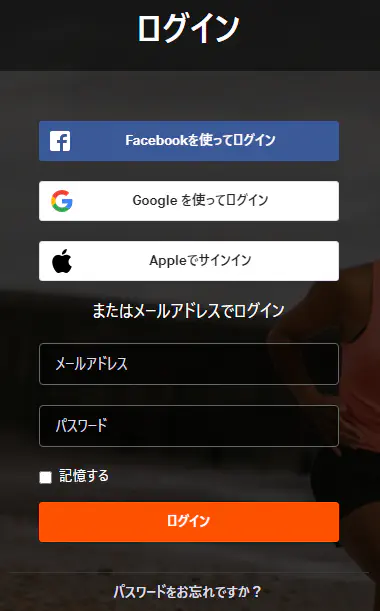 ログイン
Facebookを使ってログイン
Google を使ってログイン
Appleでサインイン
またはメールアドレスでログイン
メールアドレス
パスワード
記憶する
ログイン
パスワードをお忘れですか？